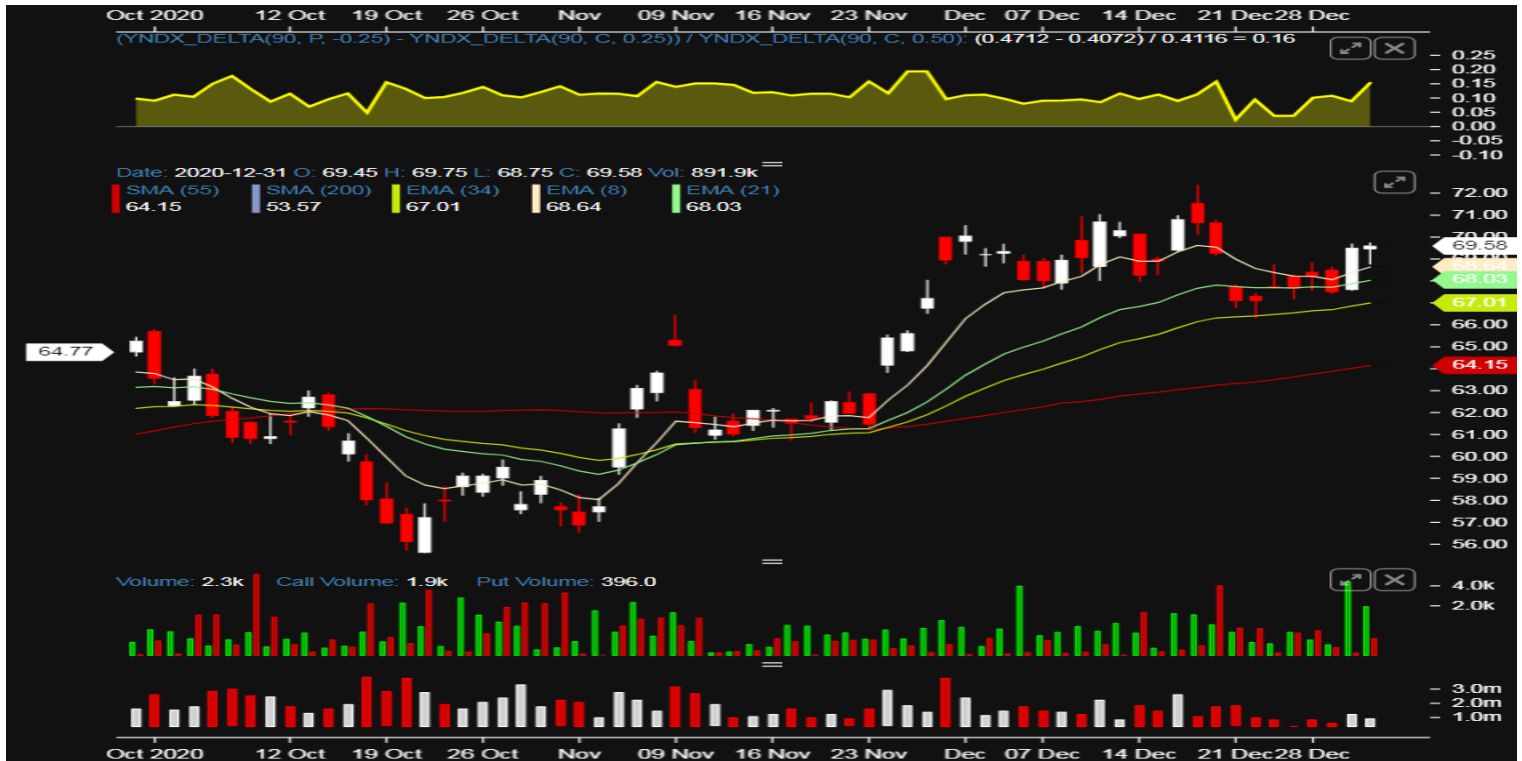 Oct 2020 12 Oct 19 Oct 26 Oct Nov 09 Nov 16 Nov 23 Nov Dec 07 Dec 14 Dec 21 Dec 28 Dec
(YNDX_DELTA(90, P, -0.25) - YNDX_DELTA(90, C, 0.25)) / YNDX_DELTA(90, C, 0.50): (0.4712 - 0.4072) / 0.4116 = 0.16
0.25
0.20
0.15
0.10
0.05
0.00
-0.05
-0.10
Date: 2020-12-31 O: 69.45 H: 69.75 L: 68.75 C: 69.58 Vol: 891.9k
SMA (55) SMA (200) EMA (34) EMA (8) EMA (21)
64.15 53.57 67.01 68.64 68.03
72.00
71.00
70.00
69.58
68.64
68.03
67.01
66.00
65.00
64.77
64.15
63.00
62.00
61.00
60.00
59.00
58.00
57.00
56.00
Volume: 2.3k Call Volume: 1.9k Put Volume: 396.0
4.0k
2.0k
3.0m
2.0m
1.0m
Oct 2020 12 Oct 19 Oct 26 Oct Nov 09 Nov 16 Nov 23 Nov Dec 07 Dec 14 Dec 21 Dec 28 Dec